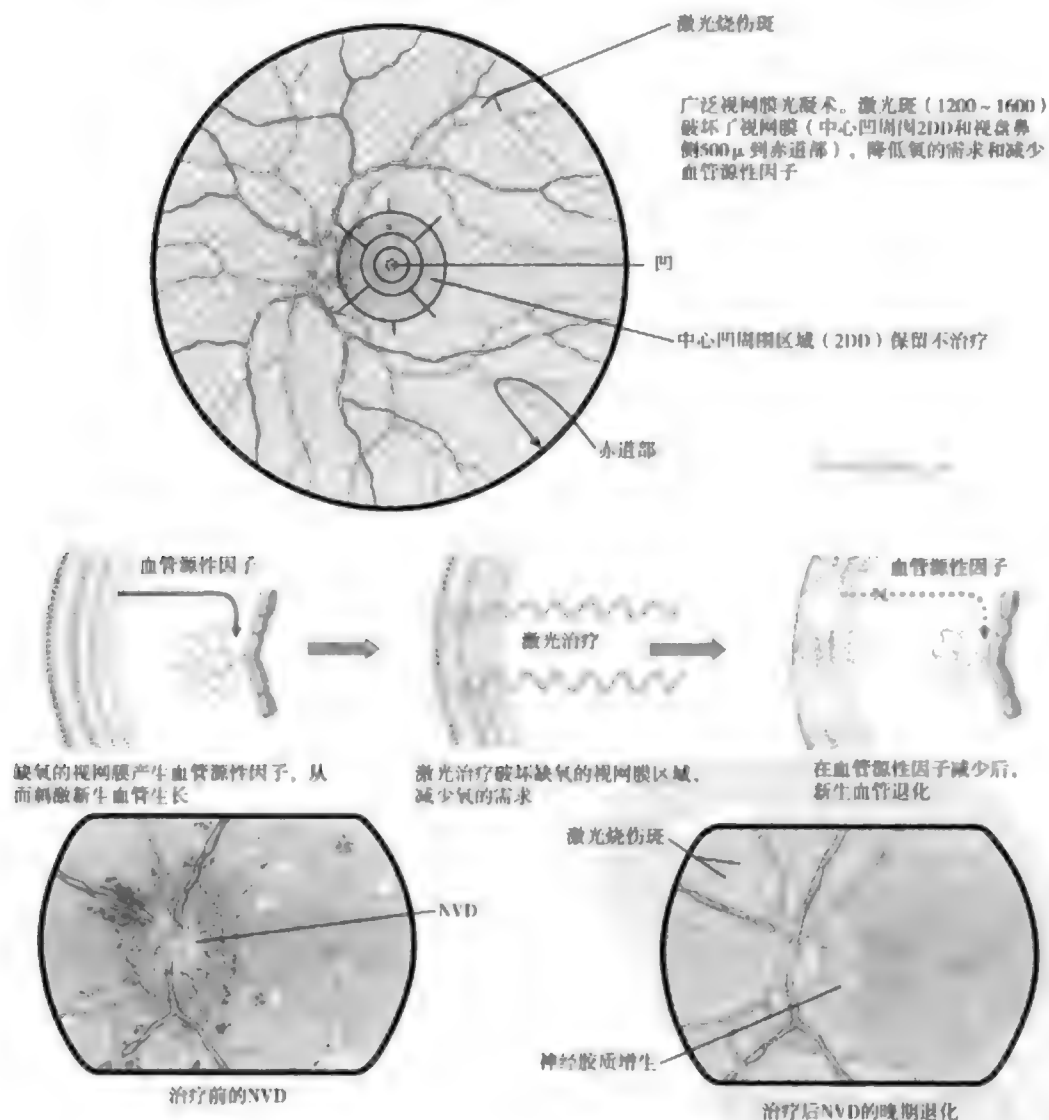 激光烧伤斑
广泛视网膜光凝术。激光斑（1200～1600）
破坏了视网膜（中心凹周围2DD和视盘鼻
侧500μ到赤道部），降低氧的需求和减少
血管源性因子
凹
中心凹周围区域（2DD）保留不治疗
赤道部
血管源性因子
激光治疗
血管源性因子
缺氧的视网膜产生血管源性因子，从
而刺激新生血管生长
激光治疗破坏缺氧的视网膜区域，
减少氧的需求
在血管源性因子减少后，
新生血管退化
NVD
治疗前的NVD
激光烧伤斑
神经胶质增生
治疗后NVD的晚期退化